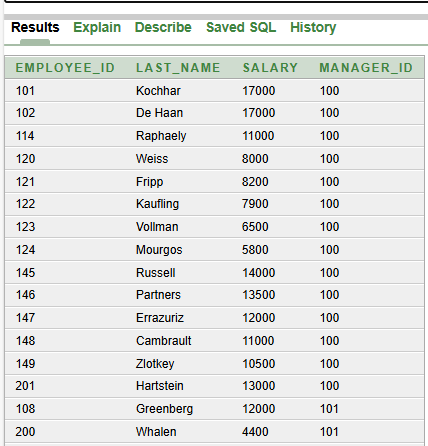 Results Explain Describe Saved SQL History
EMPLOYEE_ID LAST_NAME SALARY MANAGER_ID
101 Kochhar 17000 100
102 De Haan 17000 100
114 Raphaely 11000 100
120 Weiss 8000 100
121 Fripp 8200 100
122 Kaufling 7900 100
123 Vollman 6500 100
124 Mourgos 5800 100
145 Russell 14000 100
146 Partners 13500 100
147 Errazuriz 12000 100
148 Cambrault 11000 100
149 Zlotkey 10500 100
201 Hartstein 13000 100
108 Greenberg 12000 101
200 Whalen 4400 101